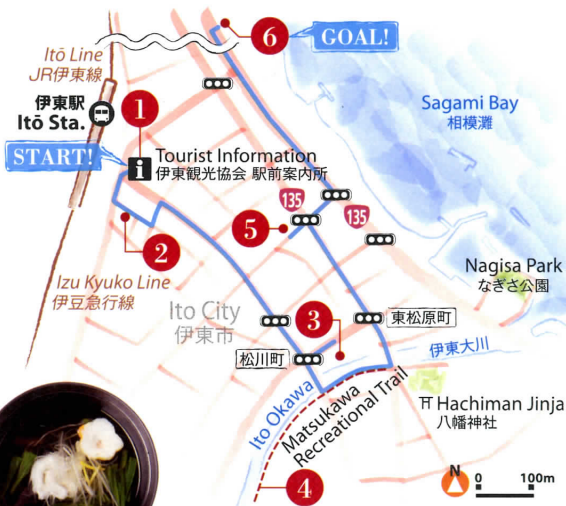 6
GOAL!
Itō Line
JR伊東線
伊東駅
Itō Sta.
1
Sagami Bay
相模灘
START!
i
Tourist Information
伊東観光協会 駅前案内所
135
135
5
2
Izu Kyuko Line
伊豆急行線
Nagisa Park
なぎさ公園
Ito City
伊東市
3
東松原町
松川町
伊東大川
Ito Okawa
Matsukawa
Recreational Trail
Hachiman Jinja
八幡神社
4
N
0 100m